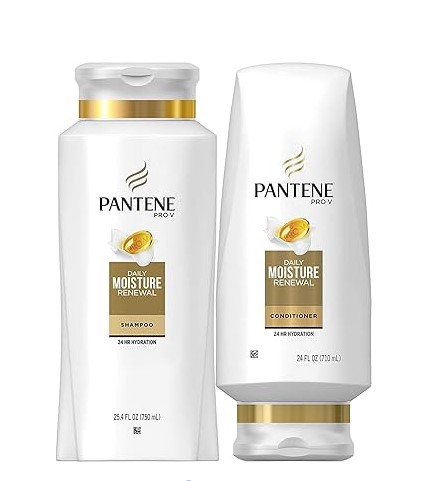 PANTENE
PRO-V
DAILY
MOISTURE
RENEWAL
SHAMPOO
24 HR HYDRATION
25.4 FL OZ (750 mL)
PANTENE
PRO-V
DAILY
MOISTURE
RENEWAL
CONDITIONER
24 HR HYDRATION
24 FL OZ (710 mL)